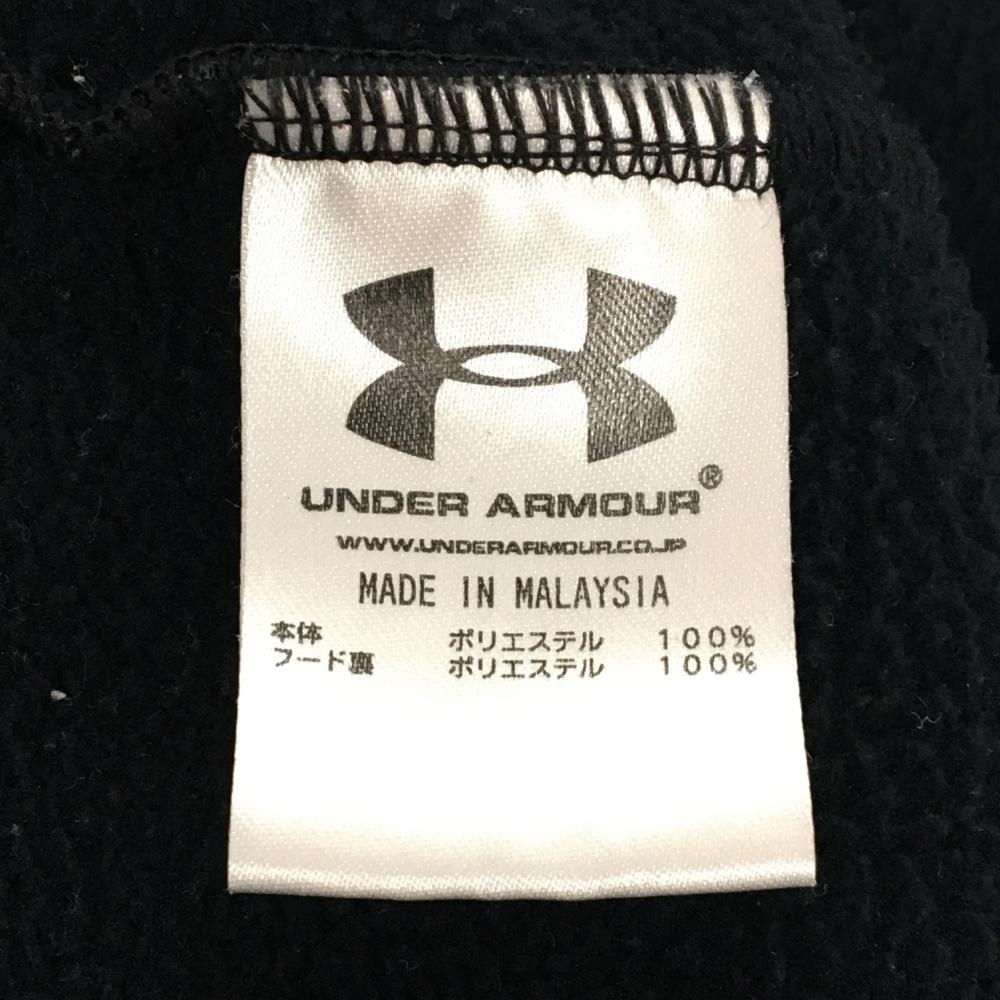 UNDER ARMOUR®
WWW.UNDERARMOUR.CO.JP
MADE IN MALAYSIA
本体 ポリエステル 100%
フード裏 ポリエステル 100%